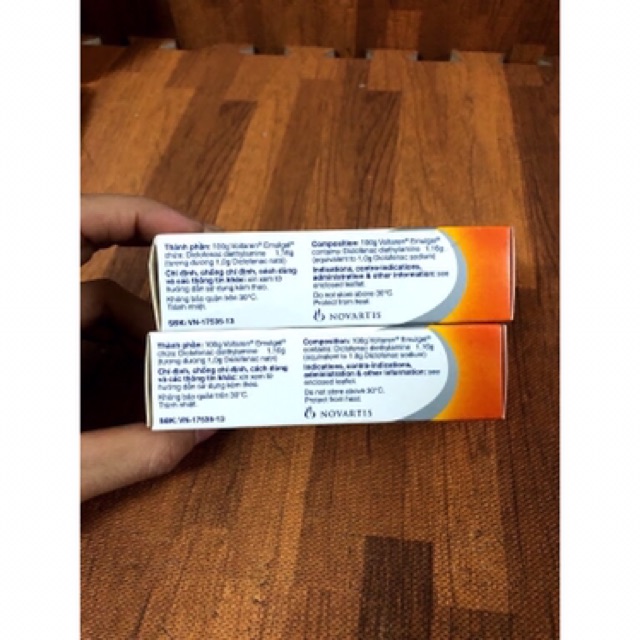 Thành phần: 100g Voltaren® Emulgel®
chứa: Diclofenac diethylamine 1,16g
(tương đương 1,0g Diclofenac natri)
Chỉ định, chống chỉ định, cách dùng
và các thông tin khác: xin xem tờ
hướng dẫn sử dụng kèm theo.
Không bảo quản trên 30°C.
Tránh nhiệt.
SĐK: VN-17535-13
Composition: 100g Voltaren® Emulgel®
contains: Diclofenac diethylamine 1.16g
(equivalent to 1.0g Diclofenac sodium)
Indications, contra-indications,
administration & other information: see
enclosed leaflet.
Do not store above 30°C.
Protect from heat.
NOVARTIS
Thành phần: 100g Voltaren® Emulgel®
chứa: Diclofenac diethylamine 1,16g
(tương đương 1,0g Diclofenac natri)
Chỉ định, chống chỉ định, cách dùng
và các thông tin khác: xin xem tờ
hướng dẫn sử dụng kèm theo.
Không bảo quản trên 30°C.
Tránh nhiệt.
SĐK: VN-17535-13
Composition: 100g Voltaren® Emulgel®
contains: Diclofenac diethylamine 1.16g
(equivalent to 1.0g Diclofenac sodium)
Indications, contra-indications,
administration & other information: see
enclosed leaflet.
Do not store above 30°C.
Protect from heat.
NOVARTIS